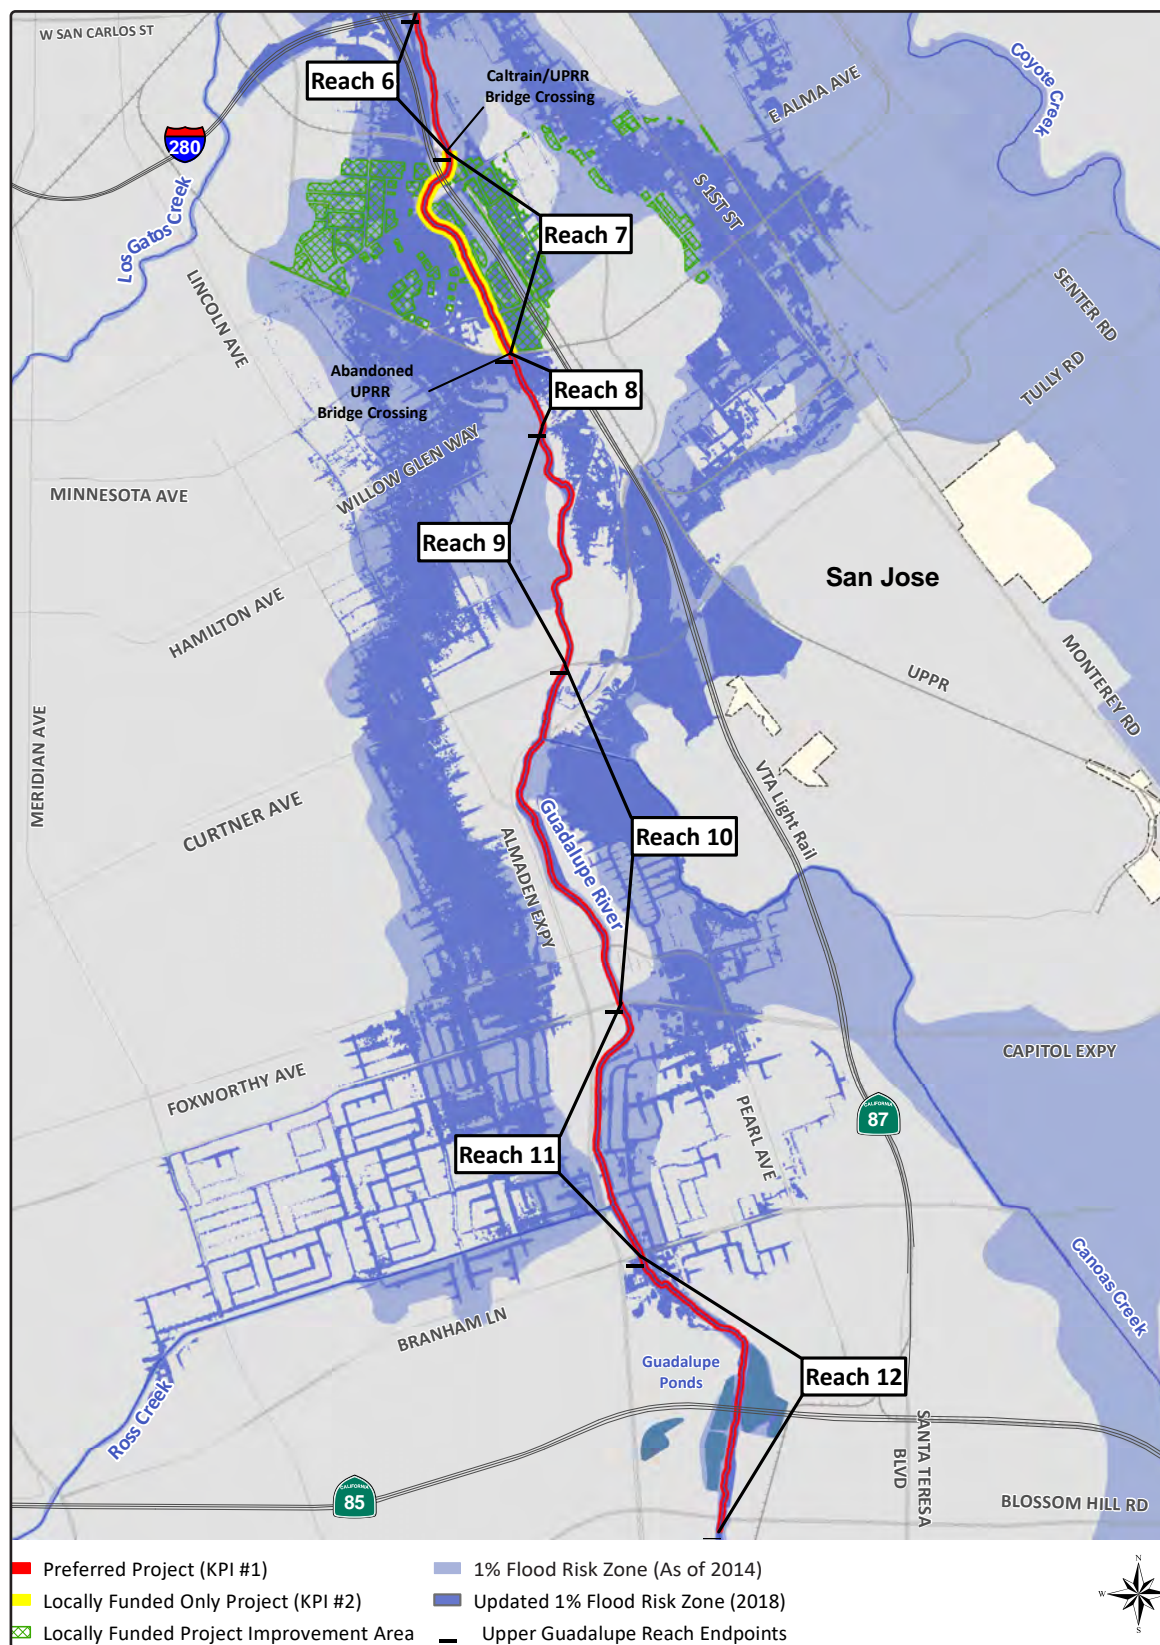 W SAN CARLOS ST
Reach 6
Caltrain/UPRR
Bridge Crossing
E ALMA AVE
Coyote Creek
280
Los Gatos Creek
S 1ST ST
Reach 7
LINCOLN AVE
SENTER RD
TULLY RD
Abandoned
UPRR
Bridge Crossing
Reach 8
WILLOW GLEN WAY
MINNESOTA AVE
Reach 9
San Jose
HAMILTON AVE
MONTEREY RD
UPPR
MERIDIAN AVE
VTA Light Rail
CURTNER AVE
Guadalupe River
Reach 10
ALMADEN EXPY
CAPITOL EXPY
FOXWORTHY AVE
CALIFORNIA
87
PEARL AVE
Reach 11
Canoas Creek
BRANHAM LN
Guadalupe
Ponds
Reach 12
Ross Creek
SANTA TERESA
BLVD
CALIFORNIA
85
BLOSSOM HILL RD
Preferred Project (KPI #1)
Locally Funded Only Project (KPI #2)
Locally Funded Project Improvement Area
1% Flood Risk Zone (As of 2014)
Updated 1% Flood Risk Zone (2018)
Upper Guadalupe Reach Endpoints
N
W
E
S